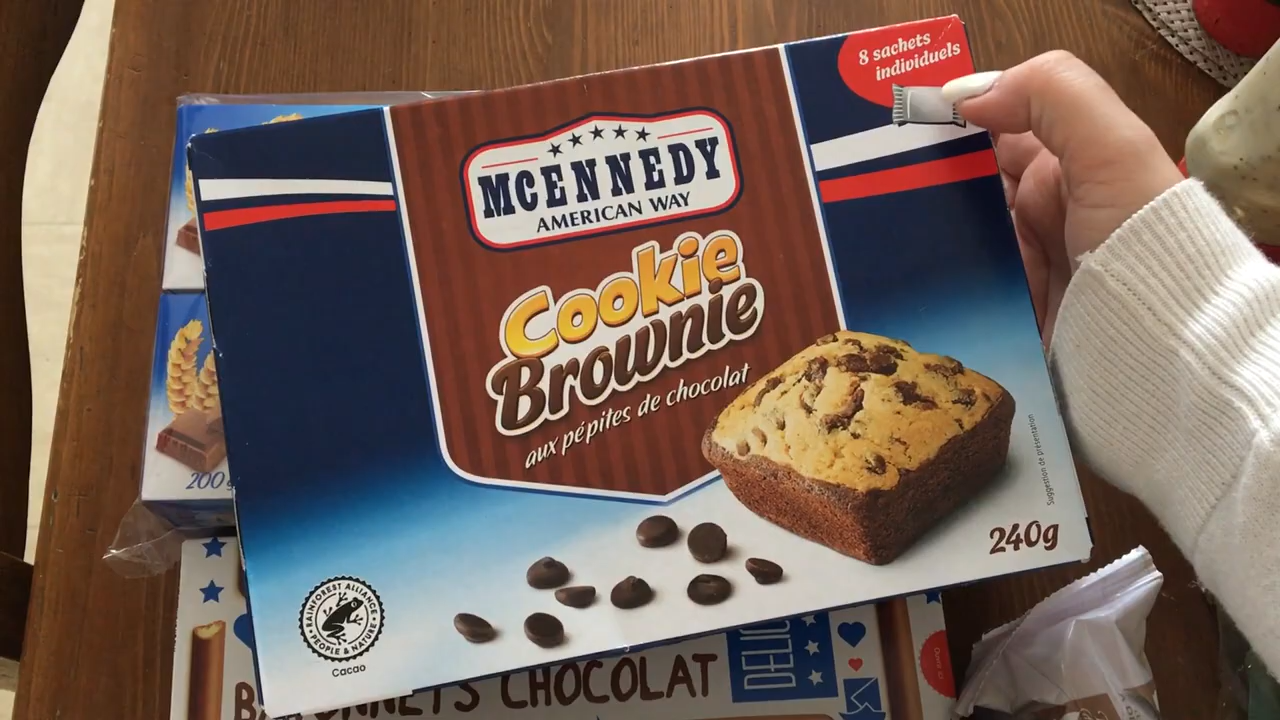 8 sachets
individuels
MCENNEDY
AMERICAN WAY
Cookie
Brownie
aux pépites de chocolat
Suggestion de présentation
240g
RAINFOREST ALLIANCE
PEOPLE & NATURE
Cacao
200
CHOCOLAT